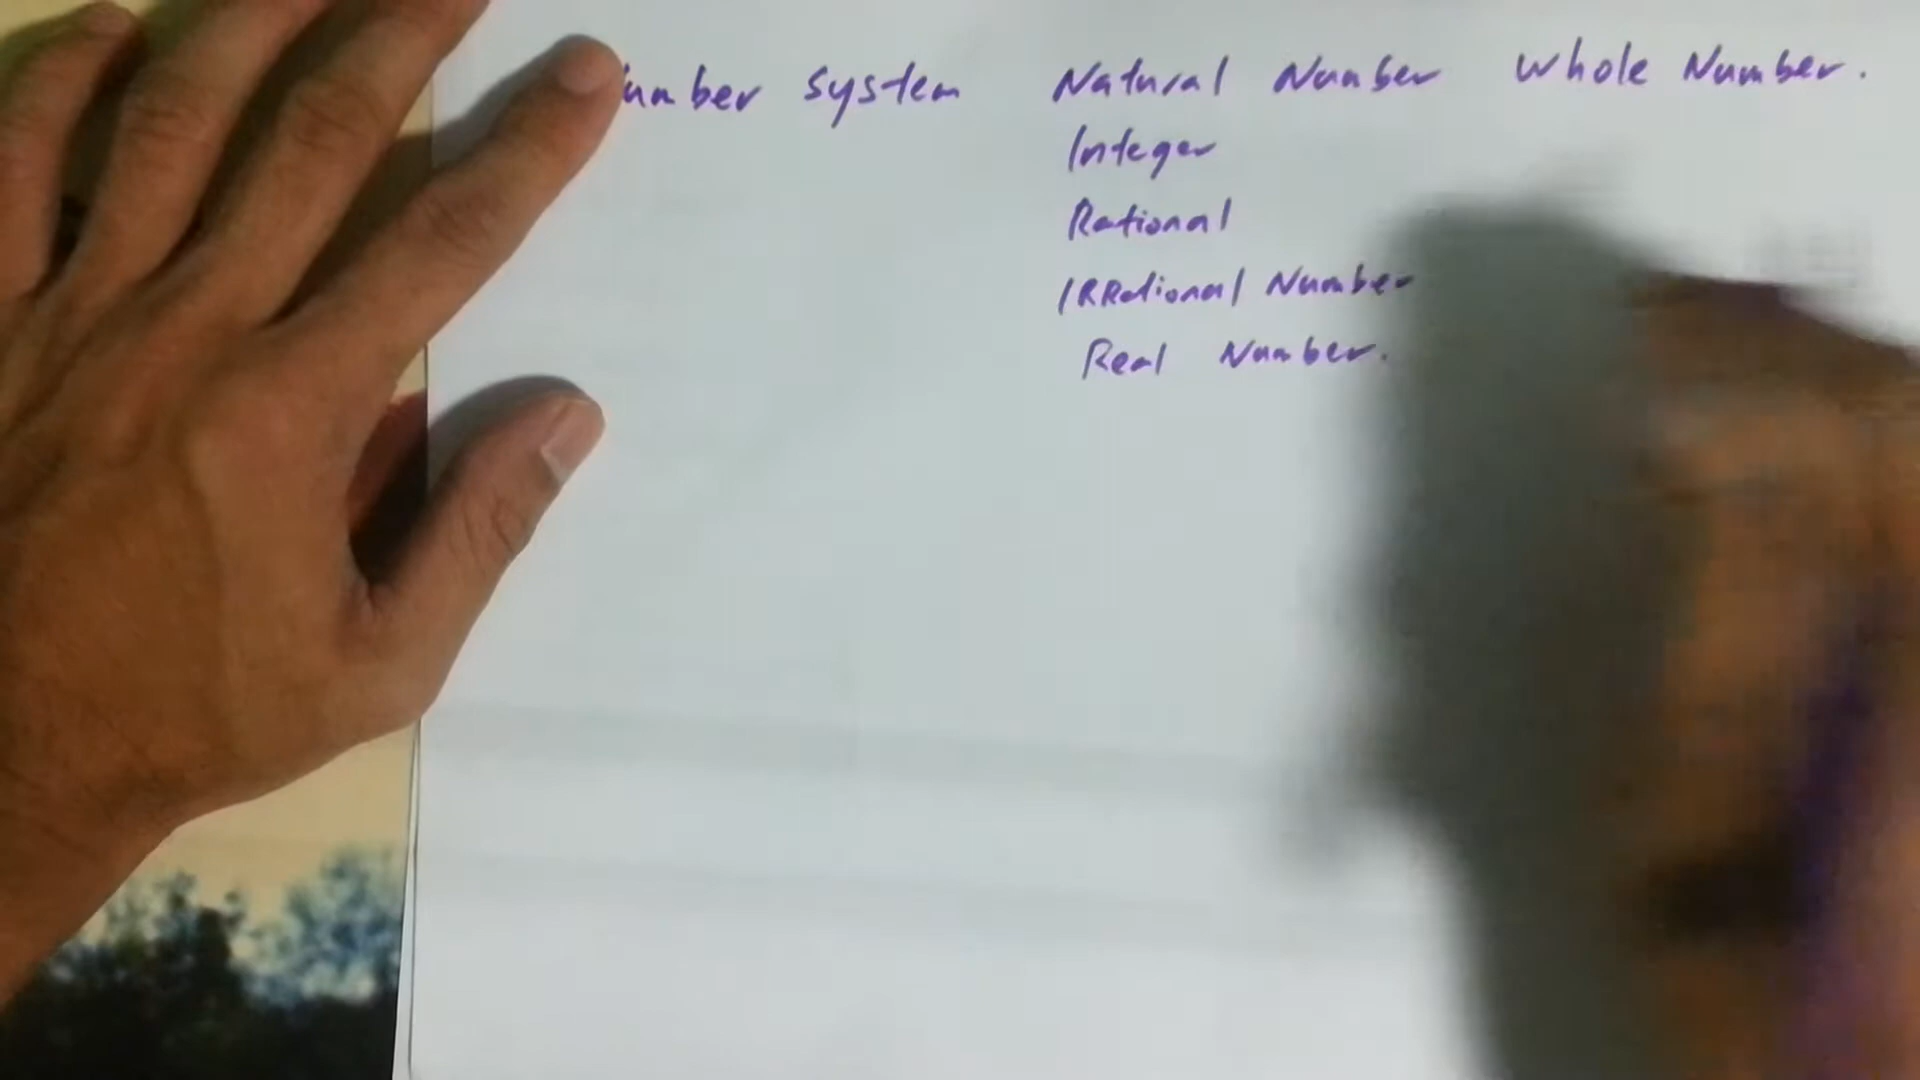 umber system Natural Number Whole Number.
Integer
Rational
IRRational Number
Real Number.